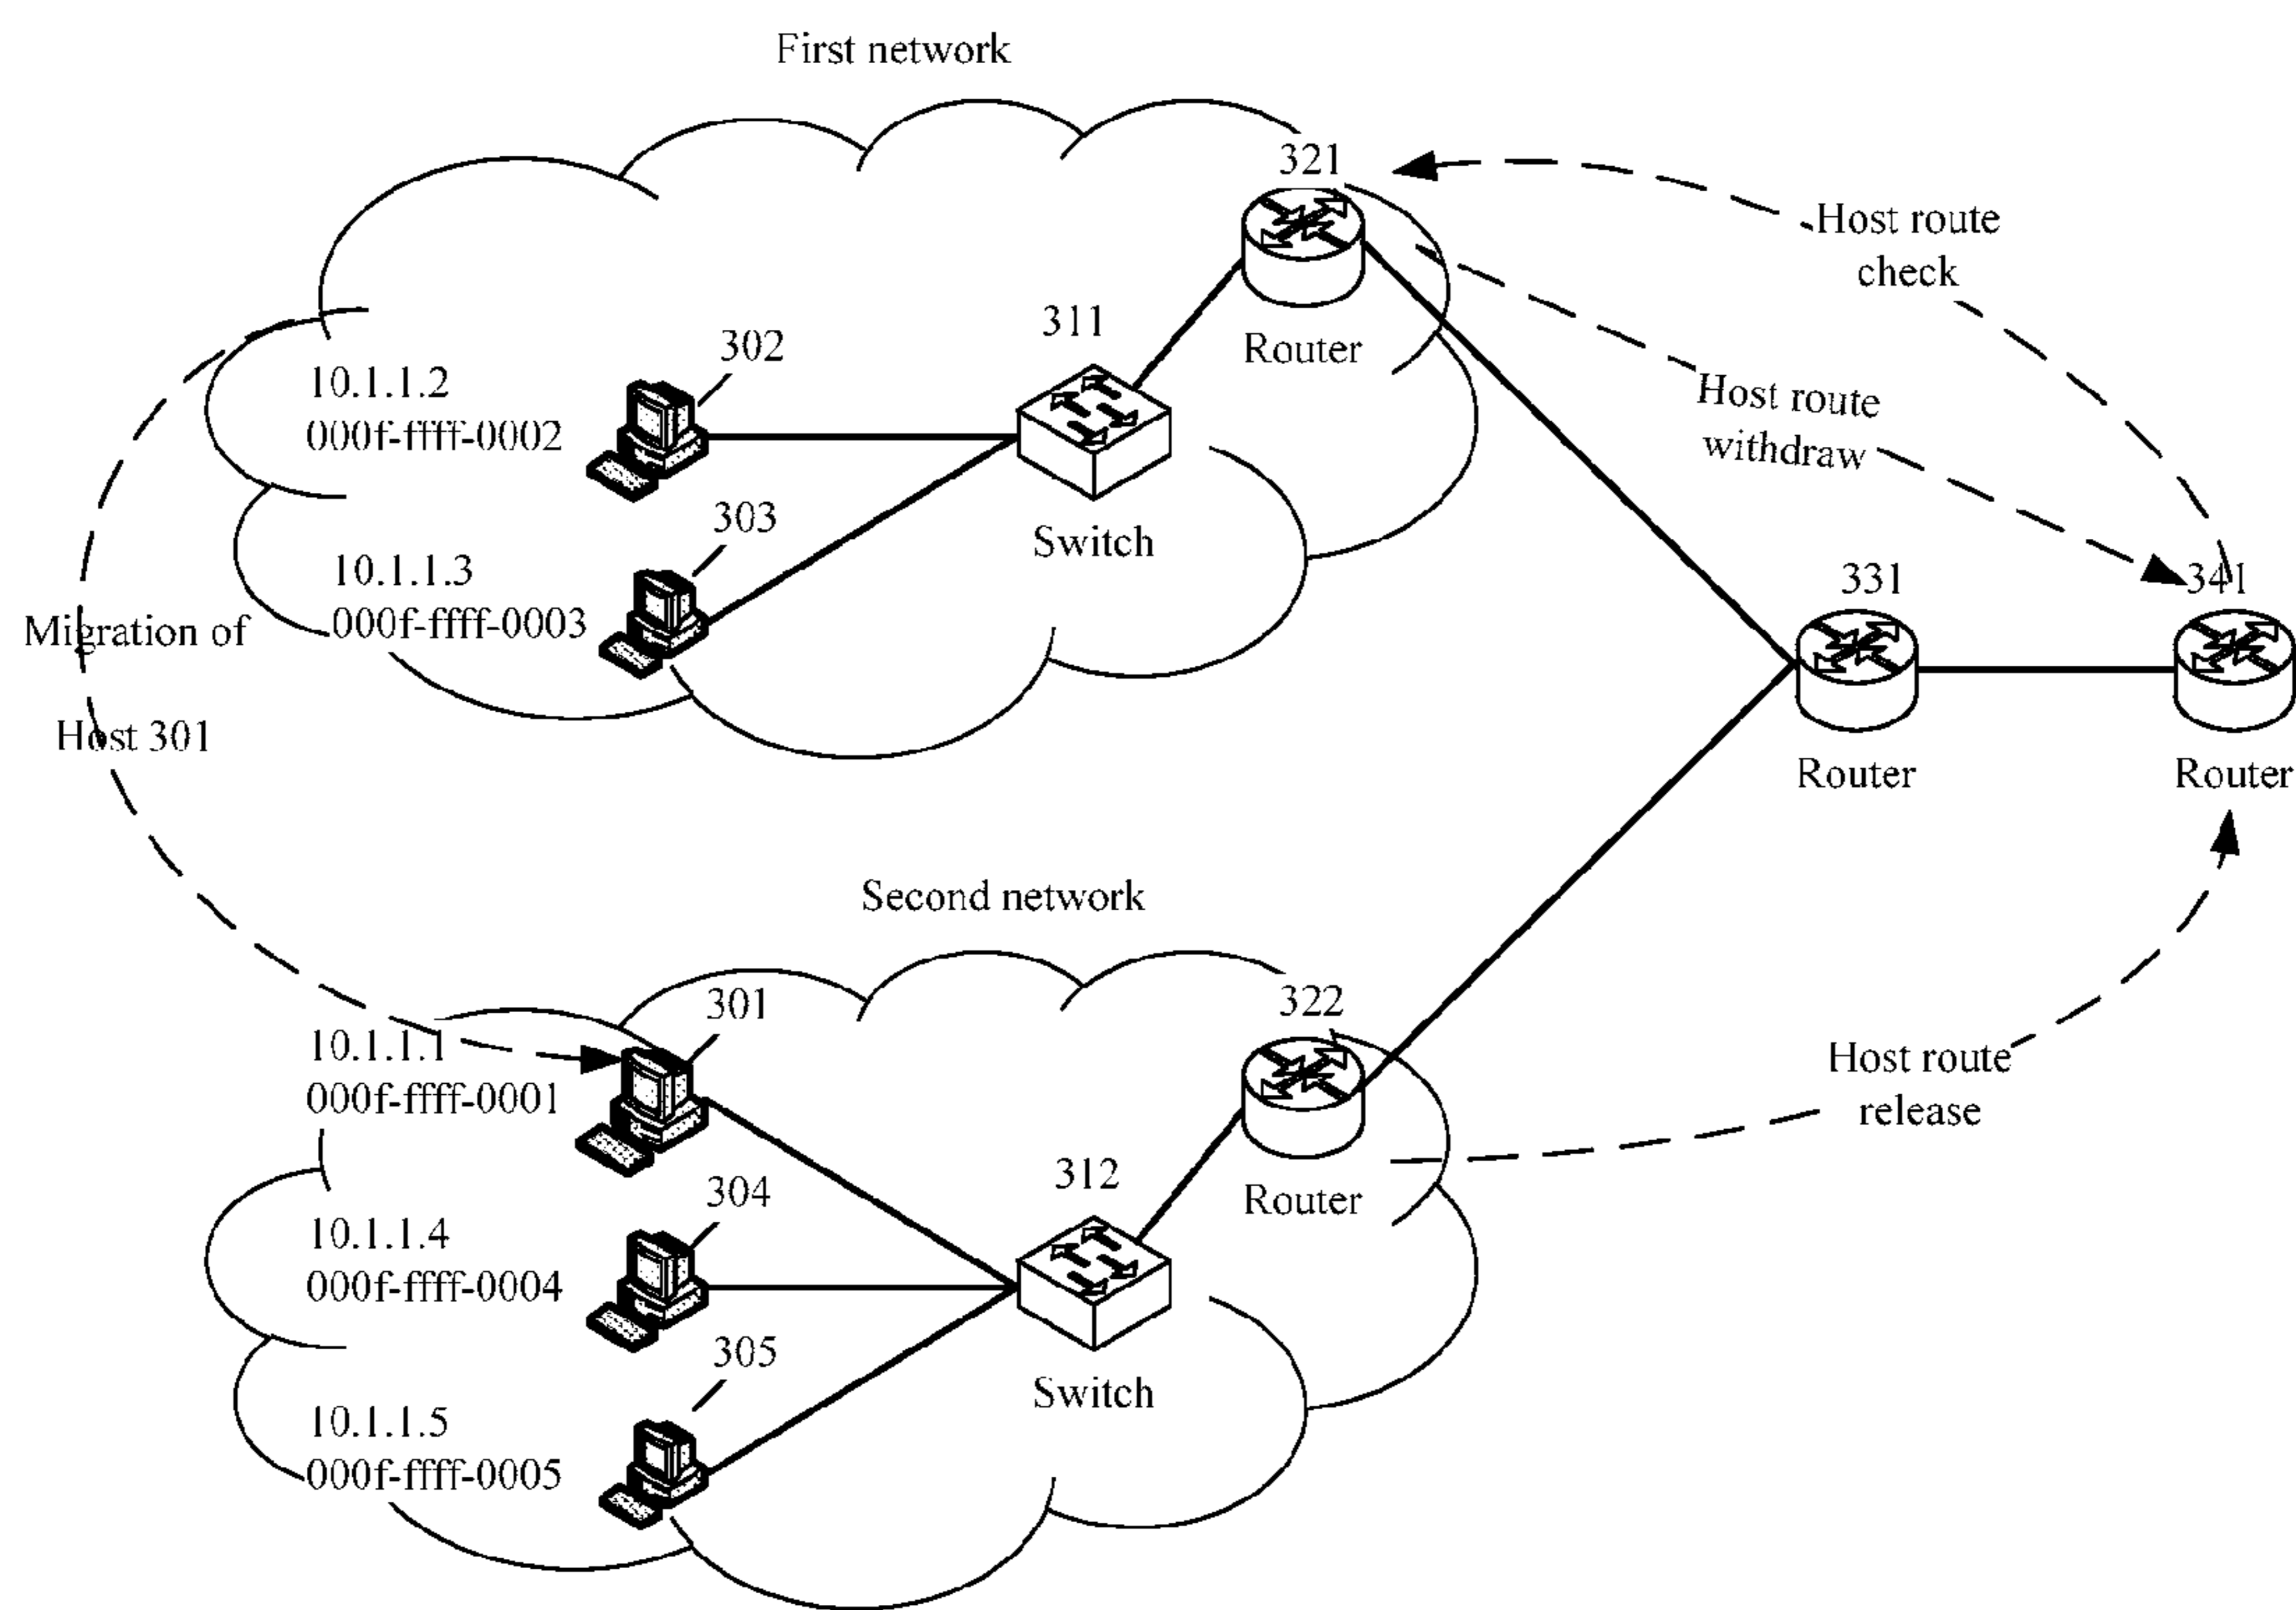 First network
321
Host route
check
311
Router
302
10.1.1.2
000f-ffff-0002
Host route
withdraw
303
Switch
10.1.1.3
000f-ffff-0003
331
341
Migration of
Host 301
Router
Router
Second network
301
322
10.1.1.1
000f-ffff-0001
Host route
release
304
312
Router
10.1.1.4
000f-ffff-0004
305
Switch
10.1.1.5
000f-ffff-0005